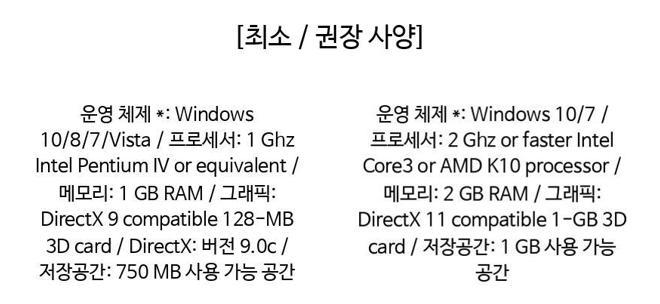 [최소 / 권장 사양]
운영 체제 *: Windows
10/8/7/Vista / 프로세서: 1 Ghz
Intel Pentium IV or equivalent /
메모리: 1 GB RAM / 그래픽:
DirectX 9 compatible 128-MB
3D card / DirectX: 버전 9.0c /
저장공간: 750 MB 사용 가능 공간
운영 체제 *: Windows 10/7 /
프로세서: 2 Ghz or faster Intel
Core3 or AMD K10 processor /
메모리: 2 GB RAM / 그래픽:
DirectX 11 compatible 1-GB 3D
card / 저장공간: 1 GB 사용 가능
공간